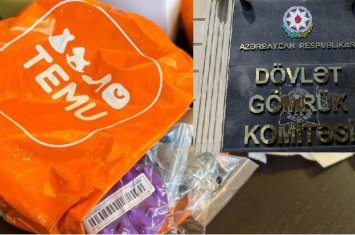 TEMU
AZƏRBAYCAN RESPUBLİKASI
DÖVLƏT
GÖMRÜK
KOMİTƏSİ